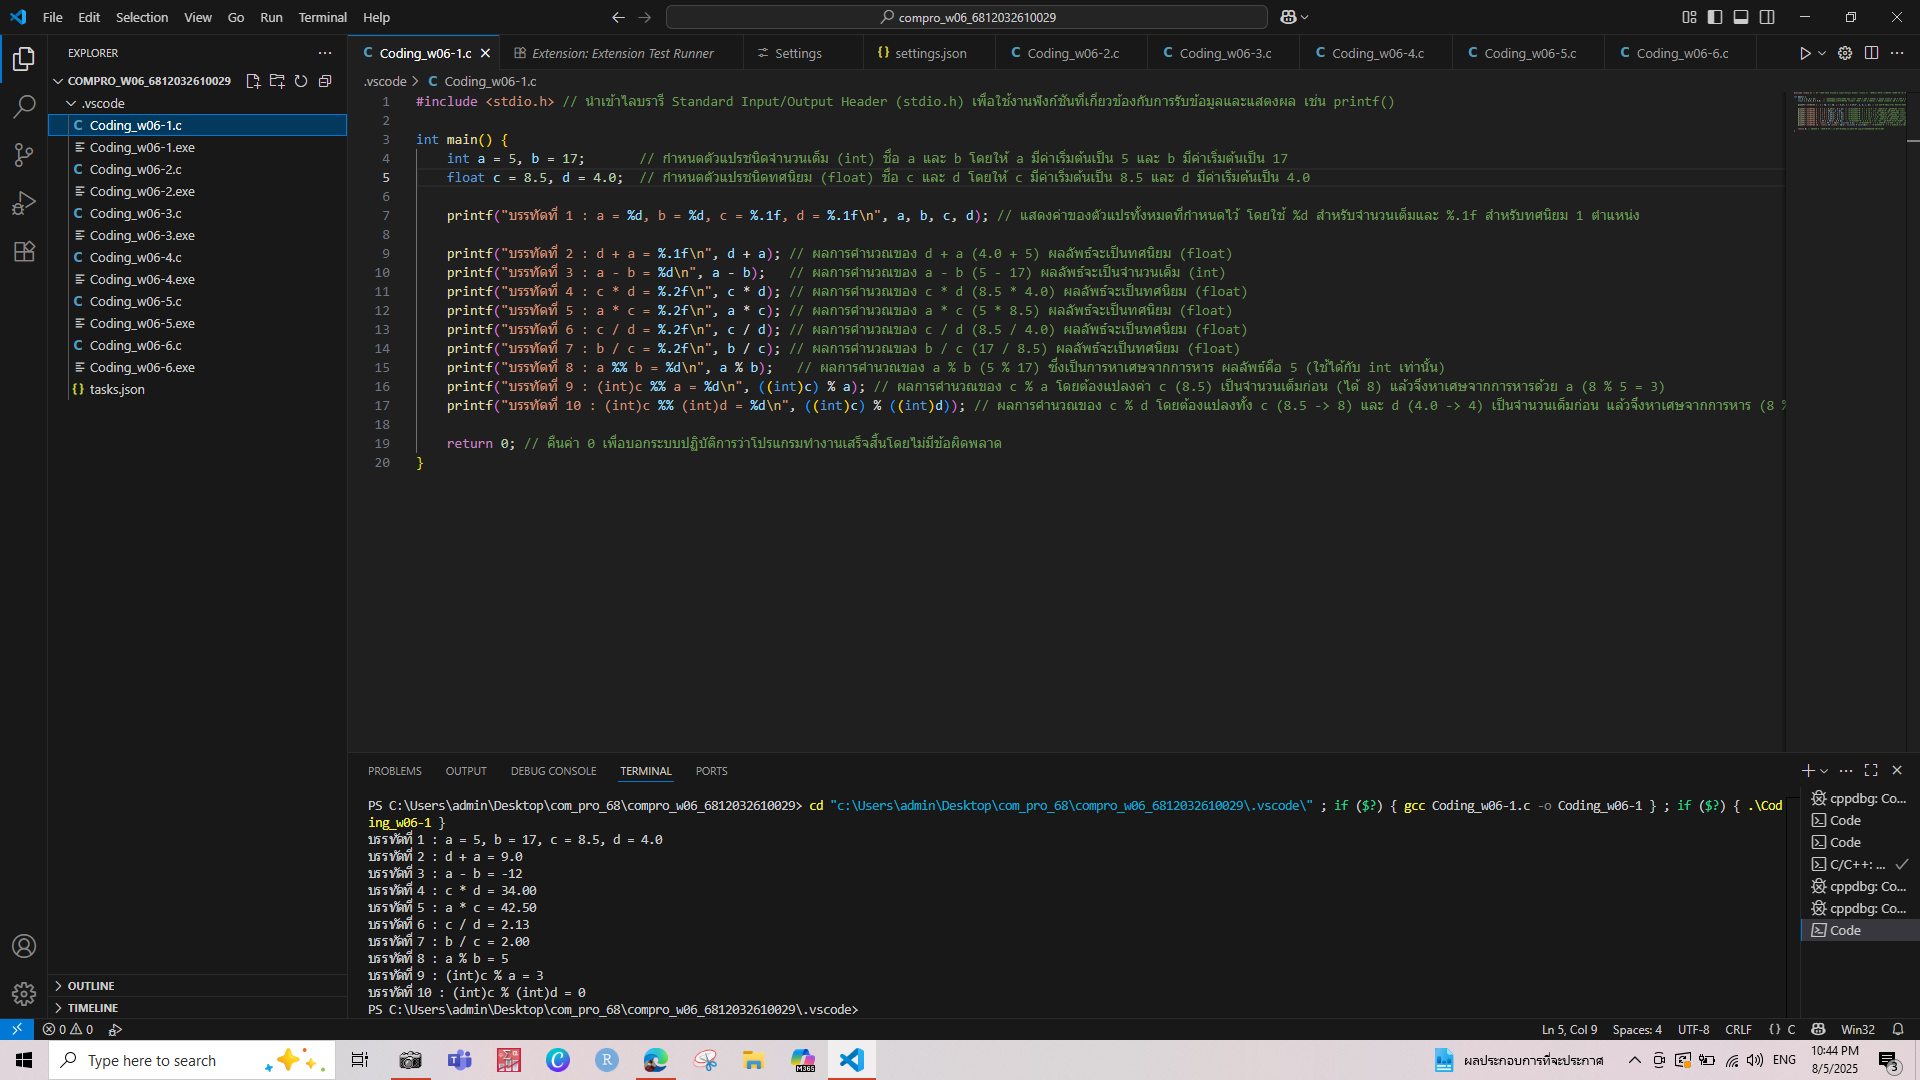 File Edit Selection View Go Run Terminal Help
compro_w06_6812032610029
EXPLORER
COMPRO_W06_6812032610029
.vscode
Coding_w06-1.c
Coding_w06-1.exe
Coding_w06-2.c
Coding_w06-2.exe
Coding_w06-3.c
Coding_w06-3.exe
Coding_w06-4.c
Coding_w06-4.exe
Coding_w06-5.c
Coding_w06-5.exe
Coding_w06-6.c
Coding_w06-6.exe
tasks.json
OUTLINE
TIMELINE
Coding_w06-1.c Extension: Extension Test Runner Settings settings.json Coding_w06-2.c Coding_w06-3.c Coding_w06-4.c Coding_w06-5.c Coding_w06-6.c
.vscode > Coding_w06-1.c
1 #include <stdio.h> // นำเข้าไลบรารี Standard Input/Output Header (stdio.h) เพื่อใช้งานฟังก์ชันที่เกี่ยวข้องกับการรับข้อมูลและแสดงผล เช่น printf()
2
3 int main() {
4 int a = 5, b = 17; // กำหนดตัวแปรชนิดจำนวนเต็ม (int) ชื่อ a และ b โดยให้ a มีค่าเริ่มต้นเป็น 5 และ b มีค่าเริ่มต้นเป็น 17
5 float c = 8.5, d = 4.0; // กำหนดตัวแปรชนิดทศนิยม (float) ชื่อ c และ d โดยให้ c มีค่าเริ่มต้นเป็น 8.5 และ d มีค่าเริ่มต้นเป็น 4.0
6
7 printf("บรรทัดที่ 1 : a = %d, b = %d, c = %.1f, d = %.1f\n", a, b, c, d); // แสดงค่าของตัวแปรทั้งหมดที่กำหนดไว้ โดยใช้ %d สำหรับจำนวนเต็มและ %.1f สำหรับทศนิยม 1 ตำแหน่ง
8
9 printf("บรรทัดที่ 2 : d + a = %.1f\n", d + a); // ผลการคำนวณของ d + a (4.0 + 5) ผลลัพธ์จะเป็นทศนิยม (float)
10 printf("บรรทัดที่ 3 : a - b = %d\n", a - b); // ผลการคำนวณของ a - b (5 - 17) ผลลัพธ์จะเป็นจำนวนเต็ม (int)
11 printf("บรรทัดที่ 4 : c * d = %.2f\n", c * d); // ผลการคำนวณของ c * d (8.5 * 4.0) ผลลัพธ์จะเป็นทศนิยม (float)
12 printf("บรรทัดที่ 5 : a * c = %.2f\n", a * c); // ผลการคำนวณของ a * c (5 * 8.5) ผลลัพธ์จะเป็นทศนิยม (float)
13 printf("บรรทัดที่ 6 : c / d = %.2f\n", c / d); // ผลการคำนวณของ c / d (8.5 / 4.0) ผลลัพธ์จะเป็นทศนิยม (float)
14 printf("บรรทัดที่ 7 : b / c = %.2f\n", b / c); // ผลการคำนวณของ b / c (17 / 8.5) ผลลัพธ์จะเป็นทศนิยม (float)
15 printf("บรรทัดที่ 8 : a %% b = %d\n", a % b); // ผลการคำนวณของ a % b (5 % 17) ซึ่งเป็นการหาเศษจากการหาร ผลลัพธ์คือ 5 (ใช้ได้กับ int เท่านั้น)
16 printf("บรรทัดที่ 9 : (int)c %% a = %d\n", ((int)c) % a); // ผลการคำนวณของ c % a โดยต้องแปลงค่า c (8.5) เป็นจำนวนเต็มก่อน (ได้ 8) แล้วจึงหาเศษจากการหารด้วย a (8 % 5 = 3)
17 printf("บรรทัดที่ 10 : (int)c %% (int)d = %d\n", ((int)c) % ((int)d)); // ผลการคำนวณของ c % d โดยต้องแปลงทั้ง c (8.5 -> 8) และ d (4.0 -> 4) เป็นจำนวนเต็มก่อน แล้วจึงหาเศษจากการหาร (8 %
18
19 return 0; // คืนค่า 0 เพื่อบอกระบบปฏิบัติการว่าโปรแกรมทำงานเสร็จสิ้นโดยไม่มีข้อผิดพลาด
20 }
PROBLEMS OUTPUT DEBUG CONSOLE TERMINAL PORTS
PS C:\Users\admin\Desktop\com_pro_68\compro_w06_6812032610029> cd "c:\Users\admin\Desktop\com_pro_68\compro_w06_6812032610029\.vscode\" ; if ($?) { gcc Coding_w06-1.c -o Coding_w06-1 } ; if ($?) { .\Cod
ing_w06-1 }
บรรทัดที่ 1 : a = 5, b = 17, c = 8.5, d = 4.0
บรรทัดที่ 2 : d + a = 9.0
บรรทัดที่ 3 : a - b = -12
บรรทัดที่ 4 : c * d = 34.00
บรรทัดที่ 5 : a * c = 42.50
บรรทัดที่ 6 : c / d = 2.13
บรรทัดที่ 7 : b / c = 2.00
บรรทัดที่ 8 : a % b = 5
บรรทัดที่ 9 : (int)c % a = 3
บรรทัดที่ 10 : (int)c % (int)d = 0
PS C:\Users\admin\Desktop\com_pro_68\compro_w06_6812032610029\.vscode>
cppdbg: Co...
Code
Code
C/C++: ...
cppdbg: Co...
cppdbg: Co...
Code
0 0
Ln 5, Col 9 Spaces: 4 UTF-8 CRLF {} C Win32
Type here to search
M365
ผลประกอบการที่จะประกาศ
ENG
10:44 PM
8/5/2025
3